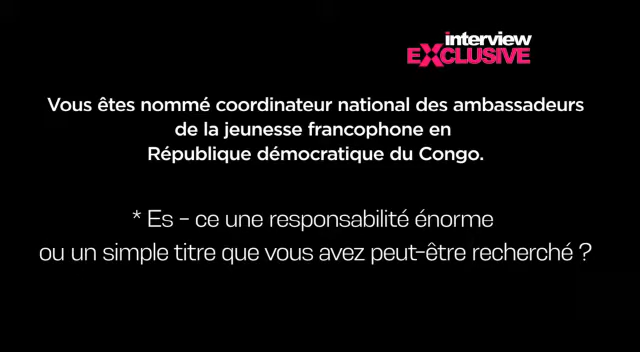 interview
EXCLUSIVE
Vous êtes nommé coordinateur national des ambassadeurs
de la jeunesse francophone en
République démocratique du Congo.
* Es - ce une responsabilité énorme
ou un simple titre que vous avez peut-être recherché ?